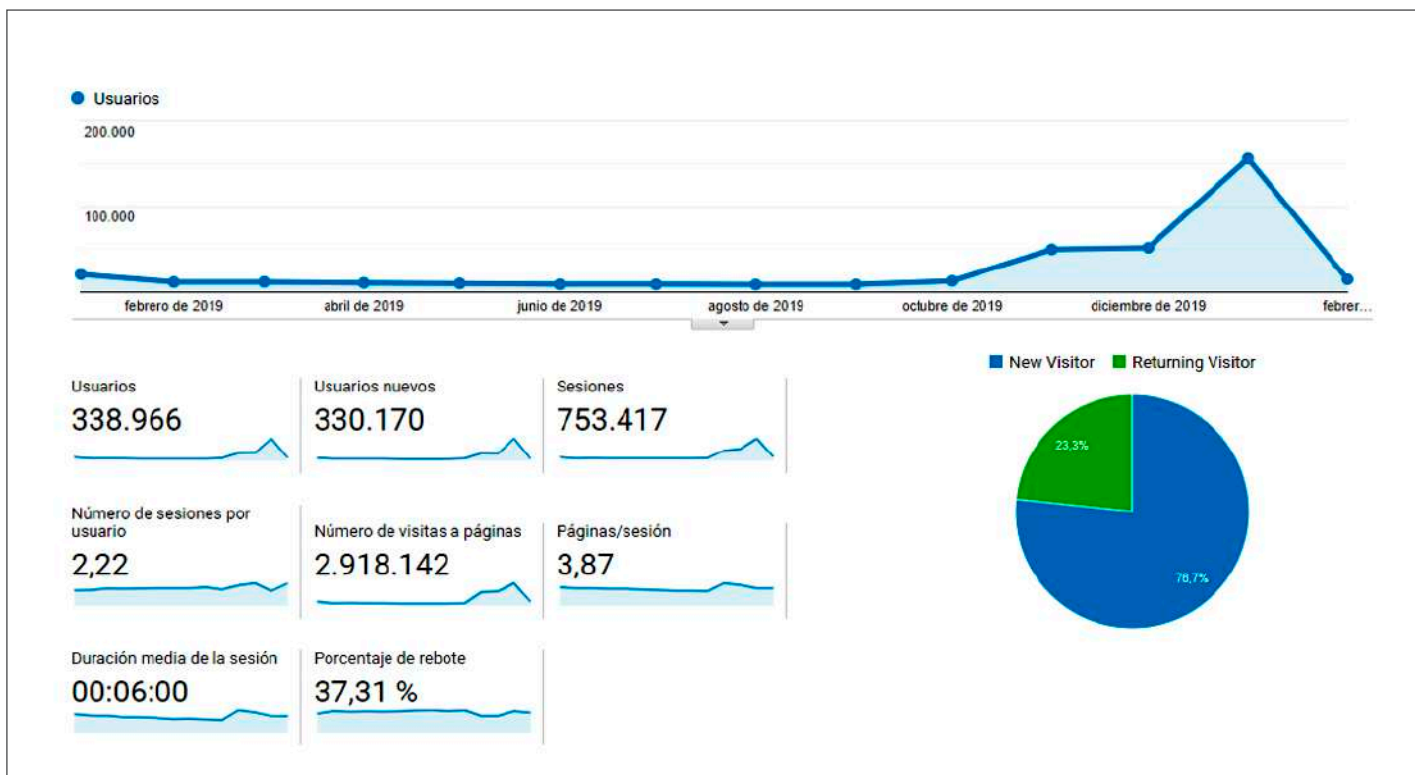 Usuarios
200.000
100.000
febrero de 2019 abril de 2019 junio de 2019 agosto de 2019 octubre de 2019 diciembre de 2019 febrer...
New Visitor Returning Visitor
Usuarios
338.966
Usuarios nuevos
330.170
Sesiones
753.417
Número de sesiones por
usuario
2,22
Número de visitas a páginas
2.918.142
Páginas/sesión
3,87
Duración media de la sesión
00:06:00
Porcentaje de rebote
37,31 %
23,3%
76,7%